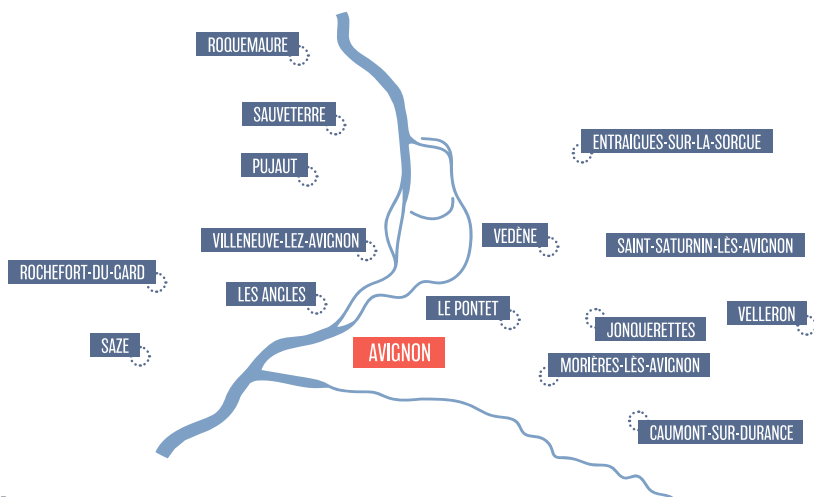 ROQUEMAURE
SAUVETERRE
ENTRAIGUES-SUR-LA-SORGUE
PUJAUT
VILLENEUVE-LEZ-AVIGNON
VEDÈNE
SAINT-SATURNIN-LÈS-AVIGNON
ROCHEFORT-DU-GARD
LES ANGLES
LE PONTET
VELLERON
JONQUERETTES
SAZE
AVIGNON
MORIÈRES-LÈS-AVIGNON
CAUMONT-SUR-DURANCE